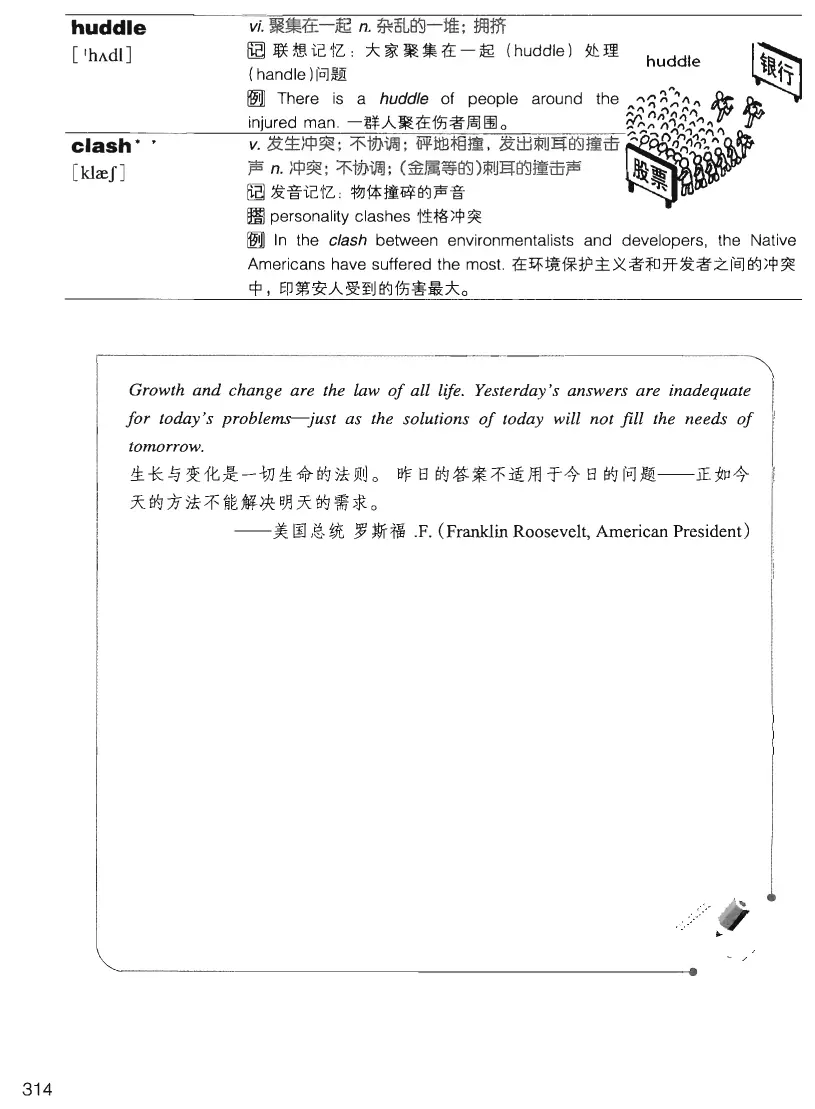 huddle
[ˈhʌdl]
vi. 聚集在一起 n. 杂乱的一堆；拥挤
[记] 联想记忆：大家聚集在一起（huddle）处理
(handle)问题
[例] There is a huddle of people around the
injured man. 一群人聚在伤者周围。
huddle
银行
股票
clash**
[klæʃ]
v. 发生冲突；不协调；砰地相撞，发出刺耳的撞击
声 n. 冲突；不协调；(金属等的)刺耳的撞击声
[记] 发音记忆：物体撞碎的声音
[搭] personality clashes 性格冲突
[例] In the clash between environmentalists and developers, the Native
Americans have suffered the most. 在环境保护主义者和开发者之间的冲突
中，印第安人受到的伤害最大。
Growth and change are the law of all life. Yesterday's answers are inadequate
for today's problems—just as the solutions of today will not fill the needs of
tomorrow.
生长与变化是一切生命的法则。 昨日的答案不适用于今日的问题——正如今
天的方法不能解决明天的需求。
——美国总统 罗斯福 .F. (Franklin Roosevelt, American President)
314